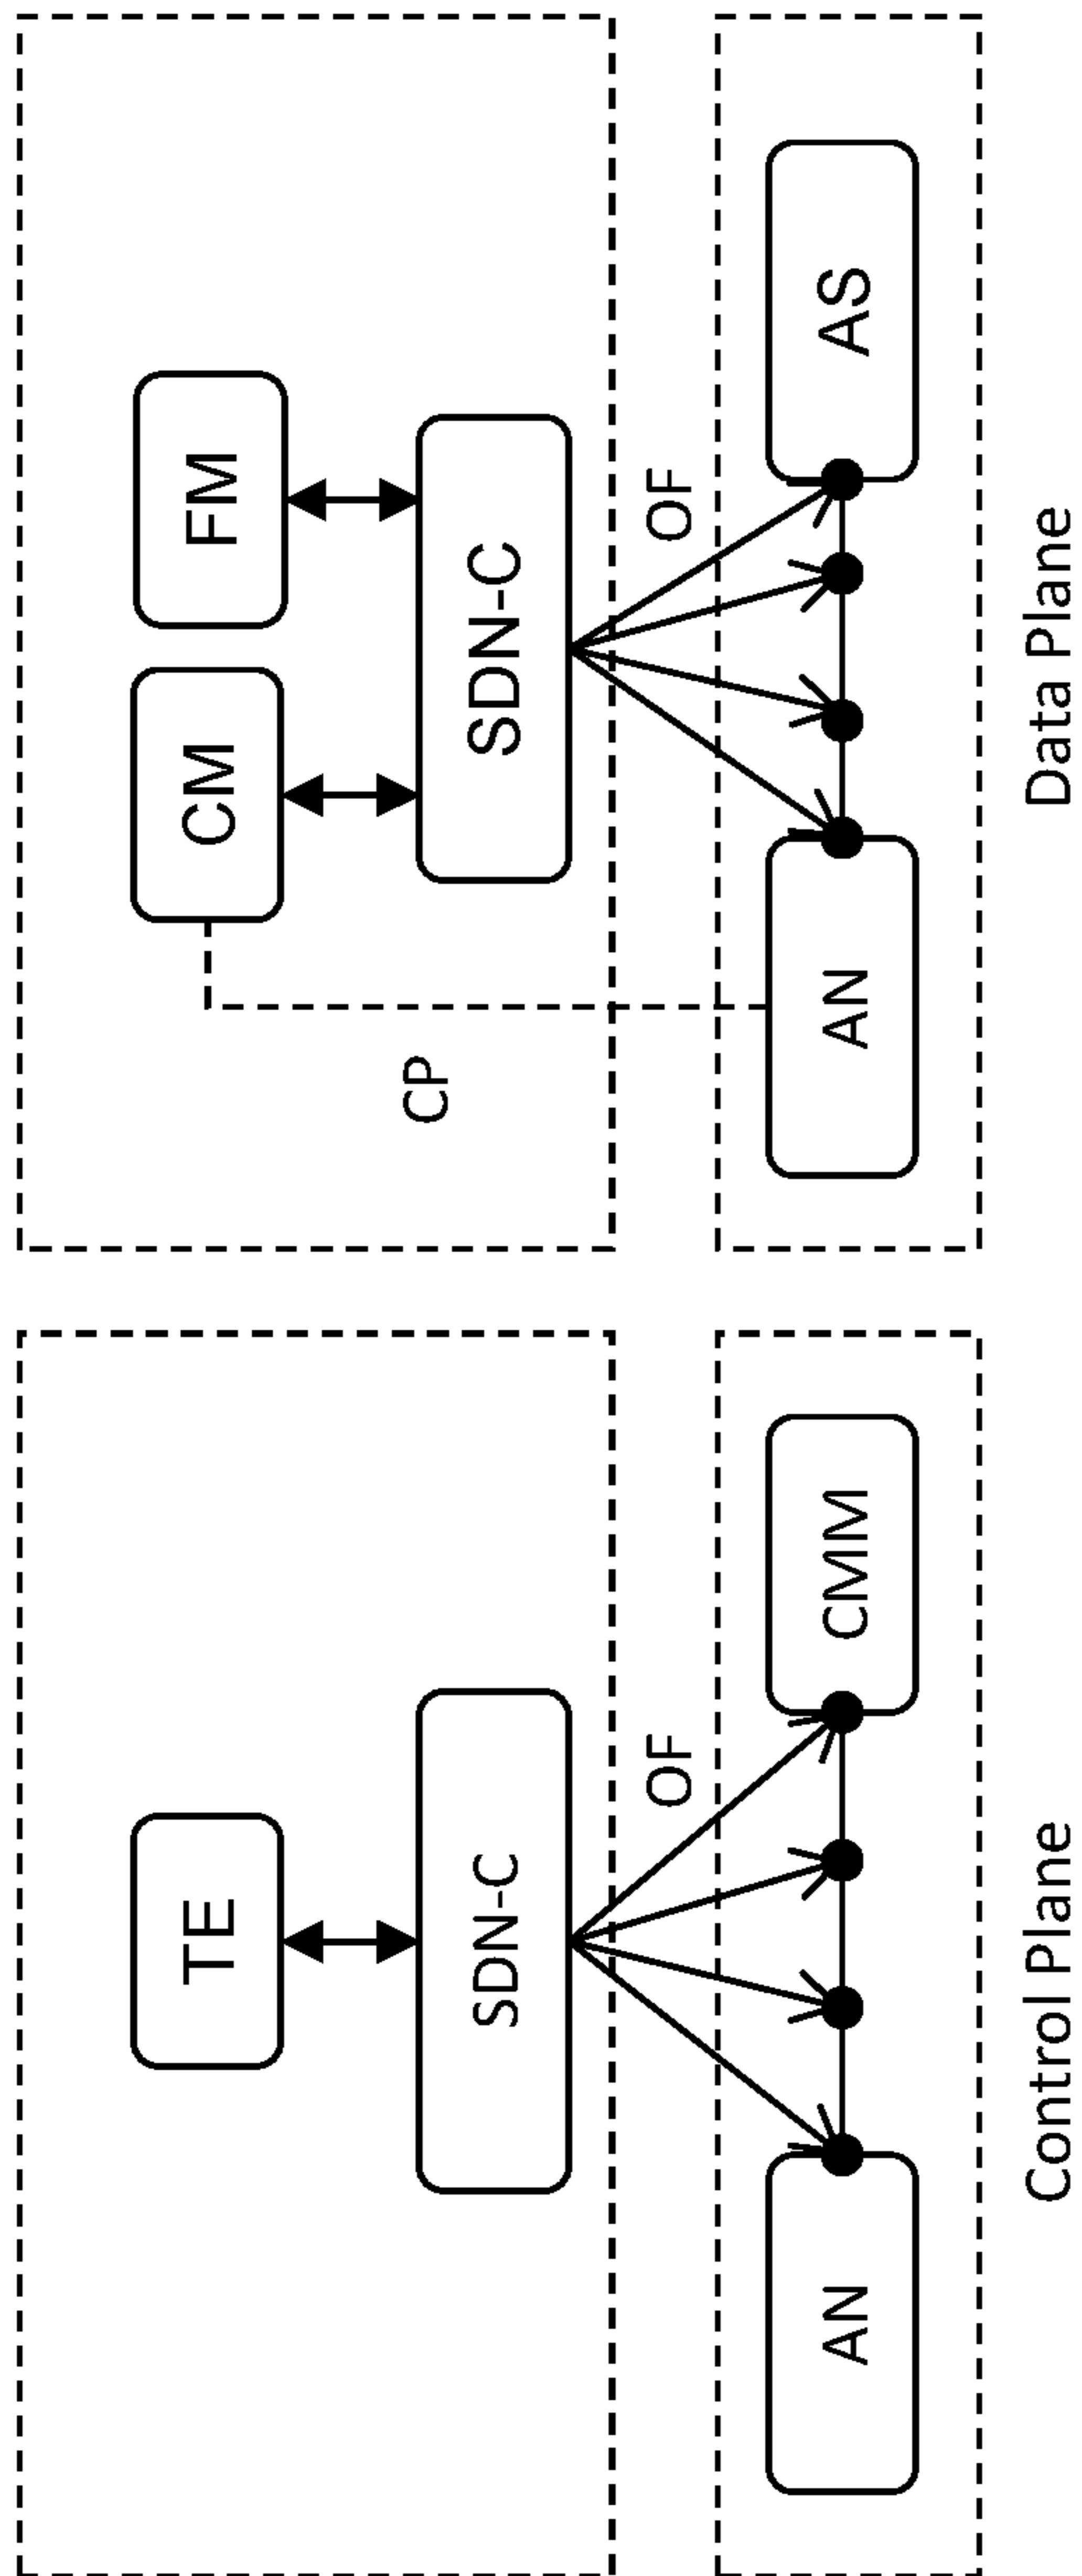 TE
SDN-C
OF
AN
CMM
Control Plane
CM
FM
CP
SDN-C
OF
AN
AS
Data Plane